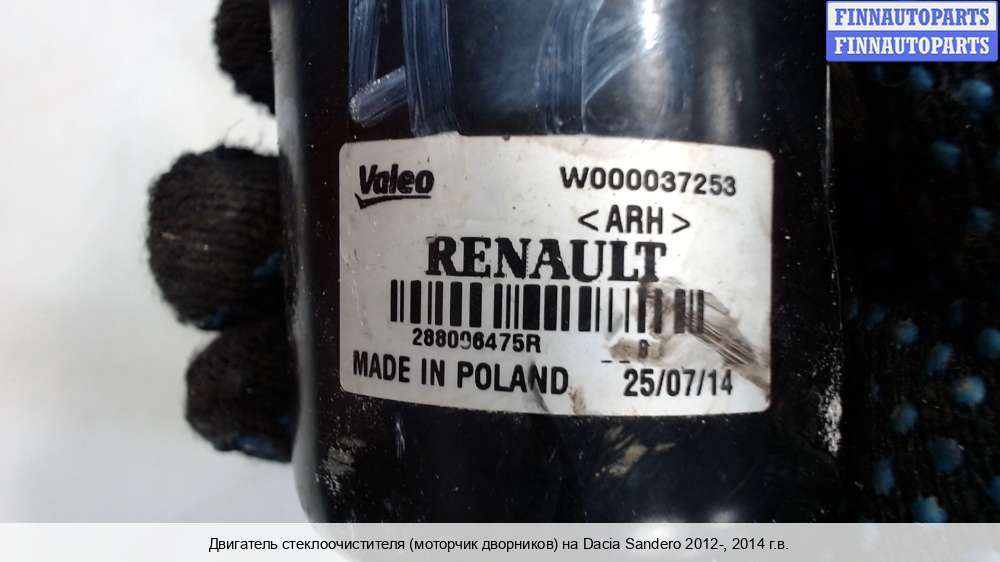 FINNAUTOPARTS
FINNAUTOPARTS
Valeo
W000037253
<ARH>
RENAULT
288006475R
MADE IN POLAND
25/07/14
Двигатель стеклоочистителя (моторчик дворников) на Dacia Sandero 2012-, 2014 г.в.